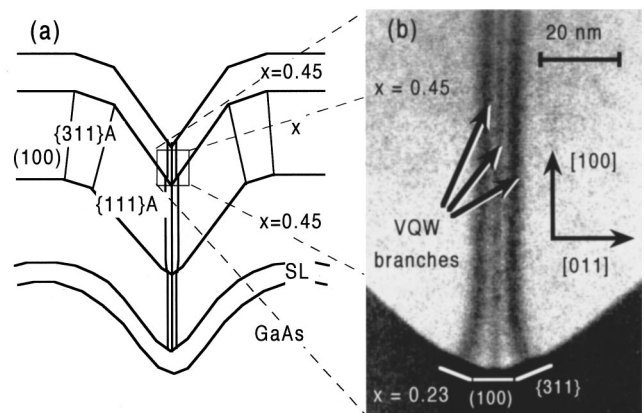 (a)
x=0.45
{311}A
x
(100)
{111}A
x=0.45
SL
GaAs
(b)
20 nm
x = 0.45
[100]
VQW
branches
[011]
x = 0.23
(100)
{311}